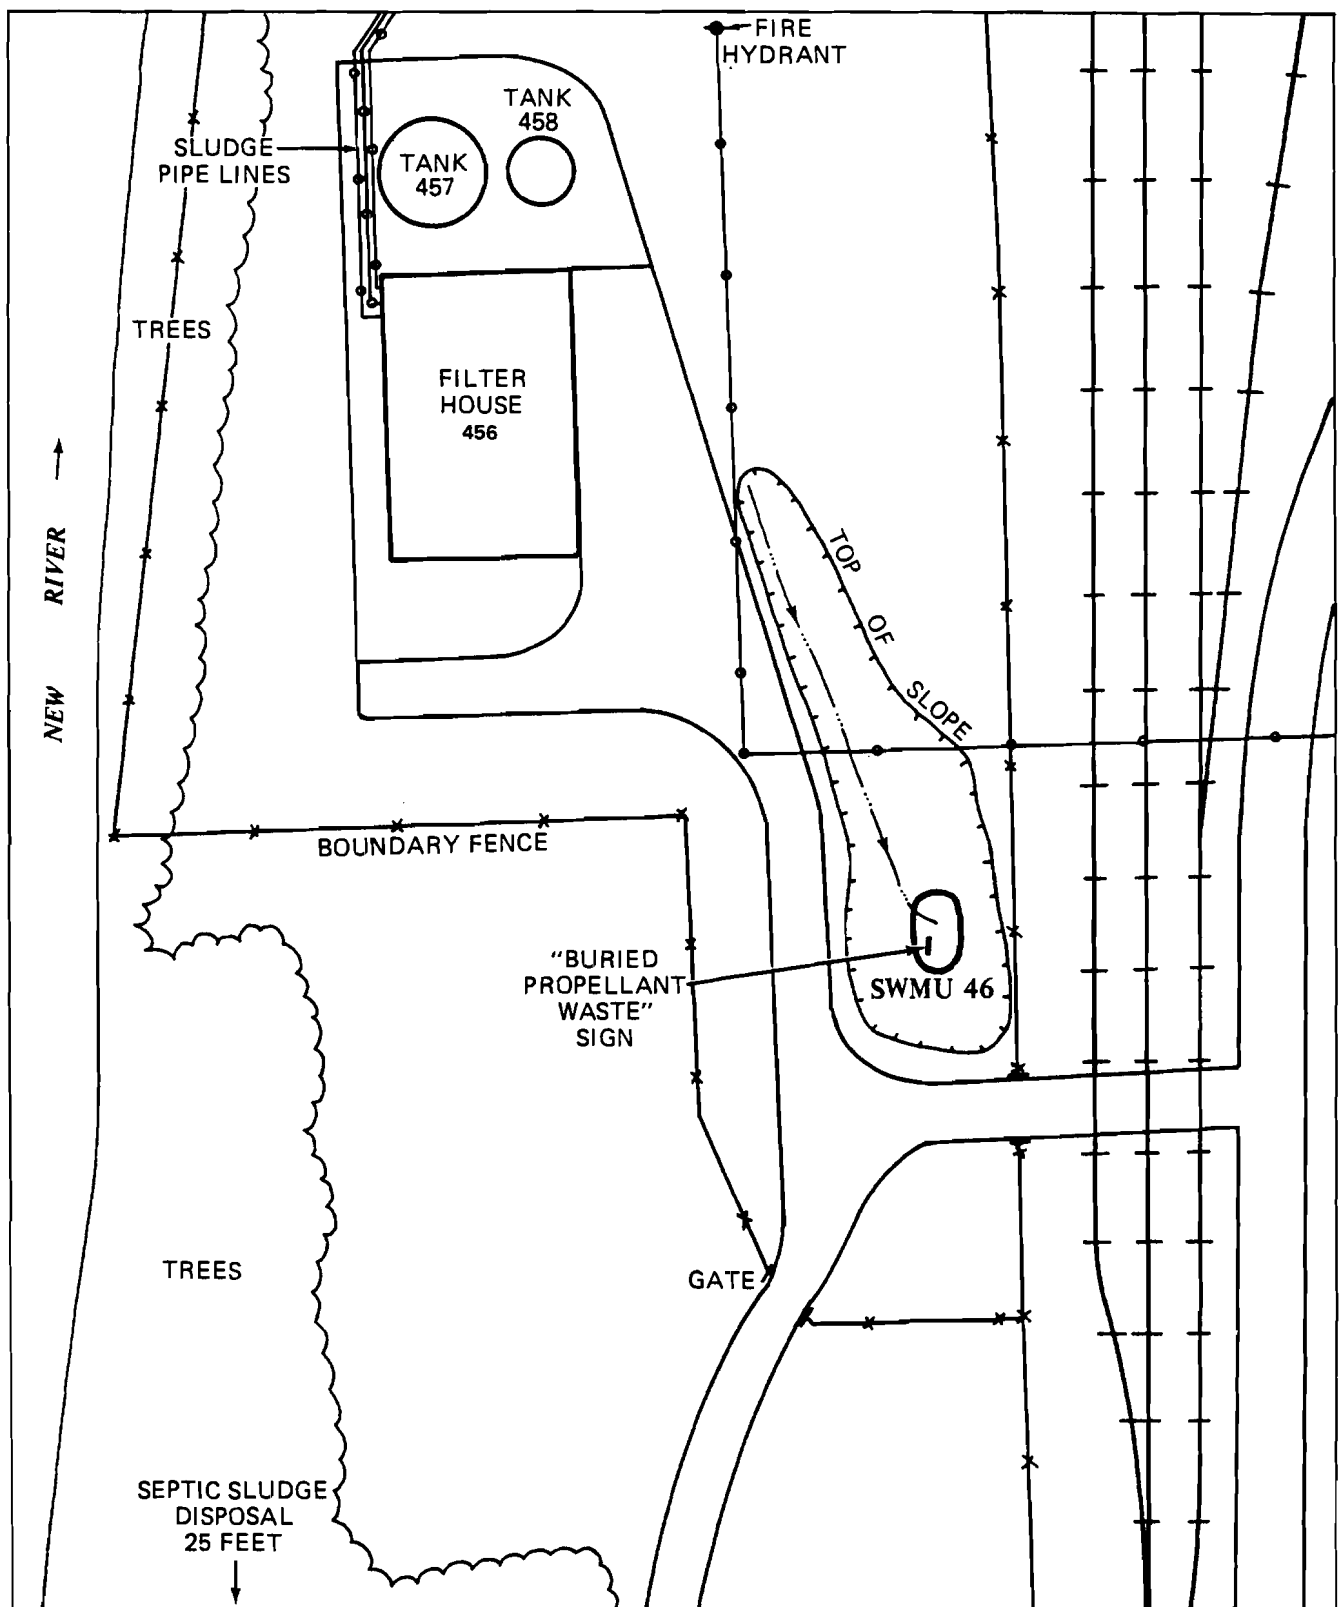 FIRE
HYDRANT
TANK
458
SLUDGE
PIPE LINES
TANK
457
TREES
FILTER
HOUSE
456
NEW RIVER
TOP OF SLOPE
BOUNDARY FENCE
"BURIED
PROPELLANT
WASTE"
SIGN
SWMU 46
TREES
GATE
SEPTIC SLUDGE
DISPOSAL
25 FEET